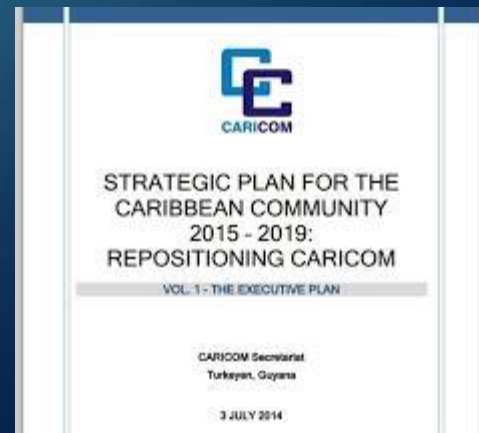 CARICOM
STRATEGIC PLAN FOR THE
CARIBBEAN COMMUNITY
2015 - 2019:
REPOSITIONING CARICOM
VOL. 1 - THE EXECUTIVE PLAN
CARICOM Secretariat
Turkeyen, Guyana
3 JULY 2014